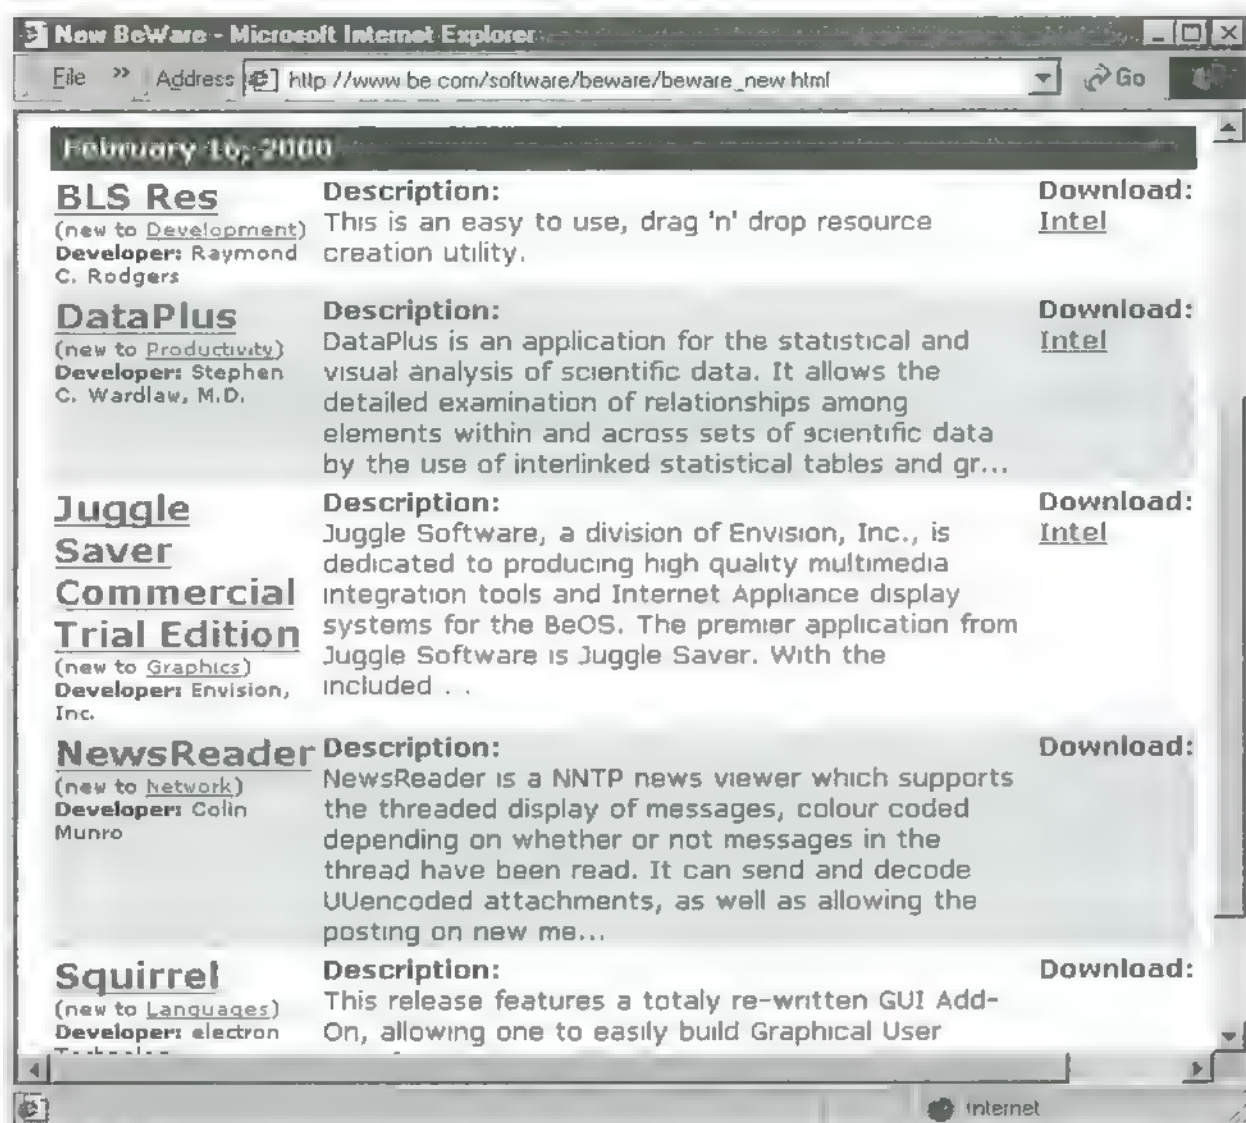 New BeWare - Microsoft Internet Explorer
File » Address http://www.be.com/software/beware/beware_new.html Go
February 16, 2000
BLS Res
(new to Development)
Developer: Raymond
C. Rodgers
Description:
This is an easy to use, drag 'n' drop resource
creation utility.
Download:
Intel
DataPlus
(new to Productivity)
Developer: Stephen
C. Wardlaw, M.D.
Description:
DataPlus is an application for the statistical and
visual analysis of scientific data. It allows the
detailed examination of relationships among
elements within and across sets of scientific data
by the use of interlinked statistical tables and gr...
Download:
Intel
Juggle
Saver
Commercial
Trial Edition
(new to Graphics)
Developer: Envision,
Inc.
Description:
Juggle Software, a division of Envision, Inc., is
dedicated to producing high quality multimedia
integration tools and Internet Appliance display
systems for the BeOS. The premier application from
Juggle Software is Juggle Saver. With the
included . .
Download:
Intel
NewsReader
(new to Network)
Developer: Colin
Munro
Description:
NewsReader is a NNTP news viewer which supports
the threaded display of messages, colour coded
depending on whether or not messages in the
thread have been read. It can send and decode
UUencoded attachments, as well as allowing the
posting on new me...
Download:
Squirrel
(new to Languages)
Developer: electron
Description:
This release features a totaly re-written GUI Add-
On, allowing one to easily build Graphical User
Download:
Internet